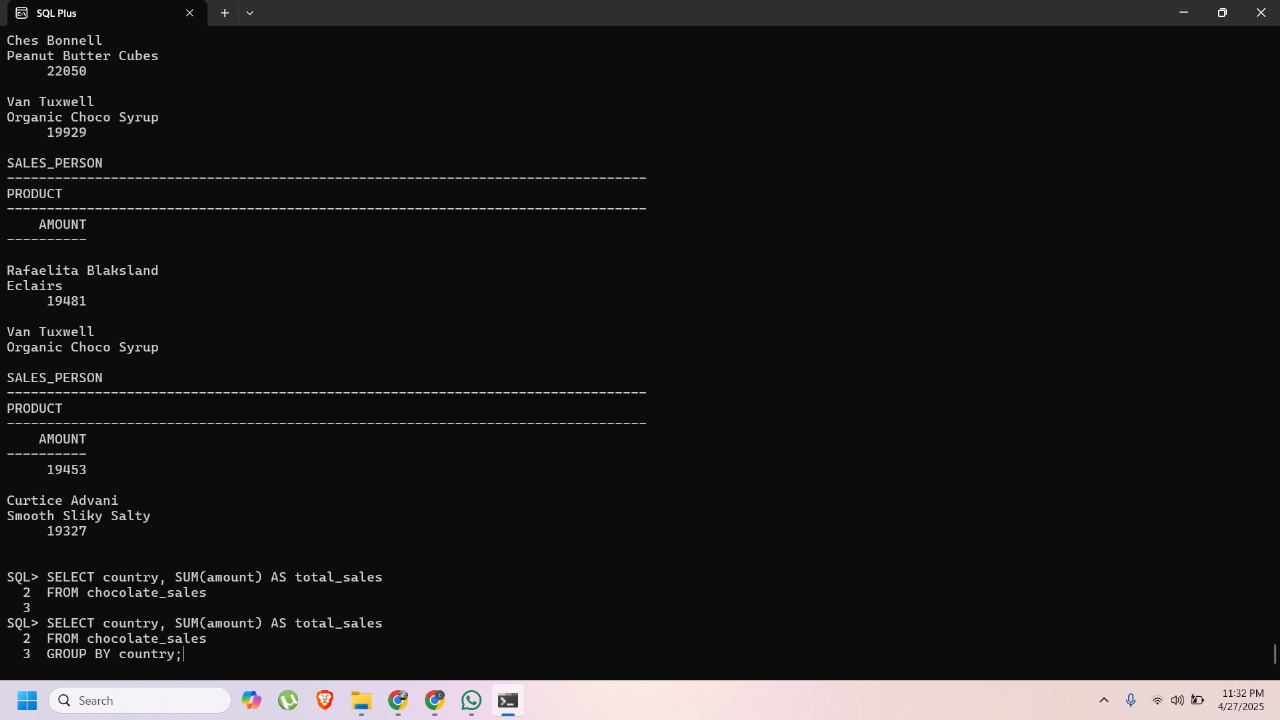 SQL Plus
Ches Bonnell
Peanut Butter Cubes
22050
Van Tuxwell
Organic Choco Syrup
19929
SALES_PERSON
--------------------------------------------------------------------------------
PRODUCT
--------------------------------------------------------------------------------
AMOUNT
----------
Rafaelita Blaksland
Eclairs
19481
Van Tuxwell
Organic Choco Syrup
SALES_PERSON
--------------------------------------------------------------------------------
PRODUCT
--------------------------------------------------------------------------------
AMOUNT
----------
19453
Curtice Advani
Smooth Sliky Salty
19327
SQL> SELECT country, SUM(amount) AS total_sales
2 FROM chocolate_sales
3
SQL> SELECT country, SUM(amount) AS total_sales
2 FROM chocolate_sales
3 GROUP BY country;
Search
11:32 PM
4/27/2025